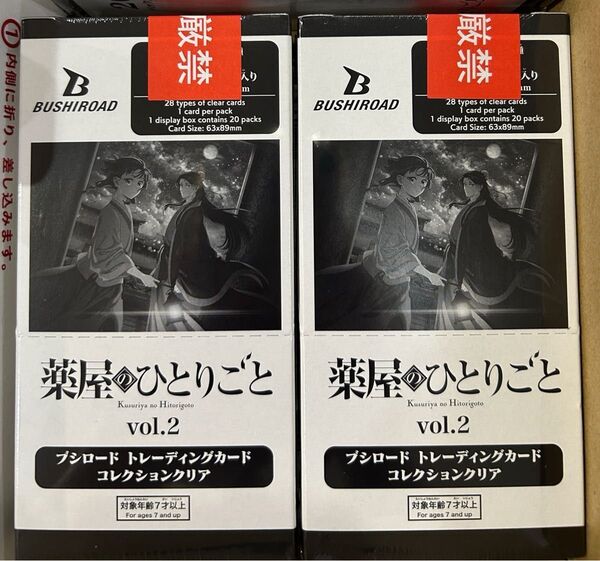 ① 内側に折り、差し込みます。
厳禁
BUSHIROAD
28 types of clear cards
1 card per pack
1 display box contains 20 packs
Card Size: 63x89mm
薬屋のひとりごと
Kusuriya no Hitorigoto
vol.2
ブシロード トレーディングカード
コレクションクリア
対象年齢7才以上
For ages 7 and up
厳禁
入り
BUSHIROAD
28 types of clear cards
1 card per pack
1 display box contains 20 packs
Card Size: 63x89mm
薬屋のひとりごと
Kusuriya no Hitorigoto
vol.2
ブシロード トレーディングカード
コレクションクリア
対象年齢7才以上
For ages 7 and up